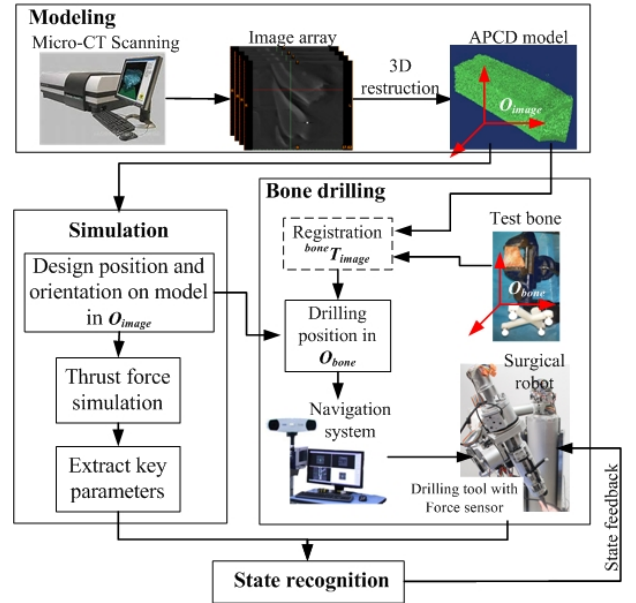 Modeling
Micro-CT Scanning
Image array
3D
restruction
APCD model
O_image
Simulation
Design position and
orientation on model
in O_image
Thrust force
simulation
Extract key
parameters
Bone drilling
Registration
^bone T_image
Drilling
position in
O_bone
Navigation
system
Test bone
O_bone
Surgical
robot
Drilling tool with
Force sensor
State feedback
State recognition